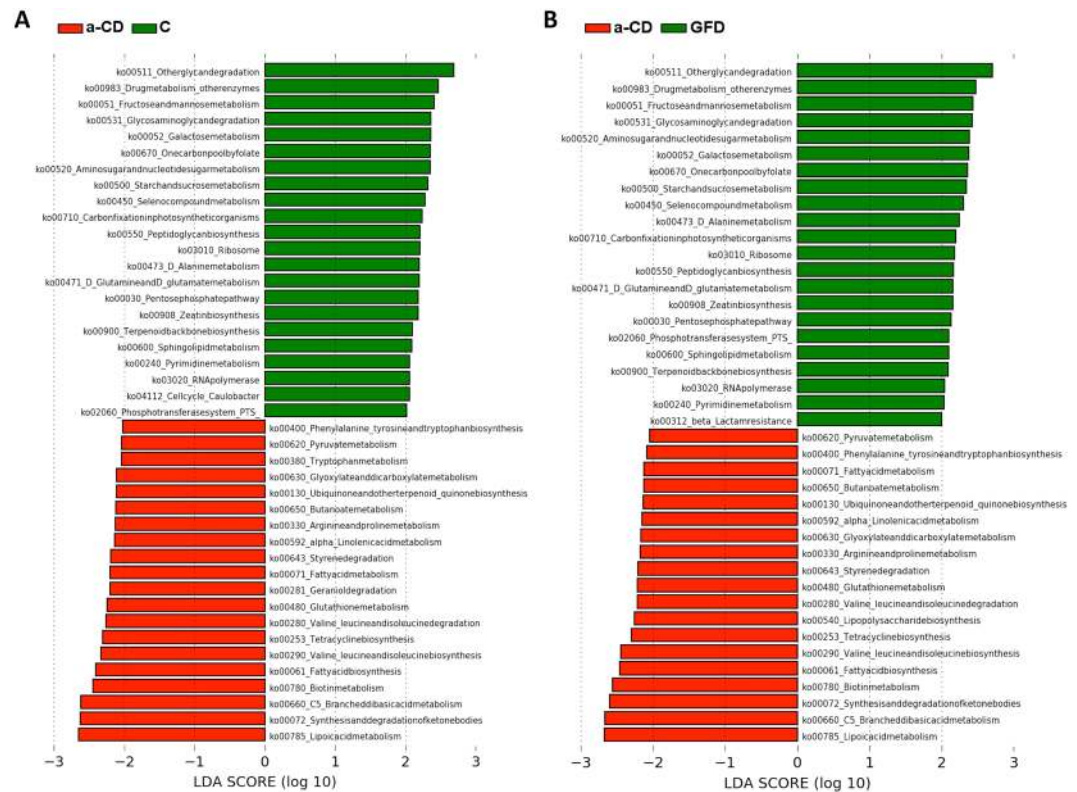 A
a-CD C
ko00511_Otherglycandegradation
ko00983_Drugmetabolism_otherenzymes
ko00051_Fructoseandmannosemetabolism
ko00531_Glycosaminoglycandegradation
ko00052_Galactosemetabolism
ko00670_Onecarbonpoolbyfolate
ko00520_Aminosugarandnucleotidesugarmetabolism
ko00500_Starchandsucrosemetabolism
ko00450_Selenocompoundmetabolism
ko00710_Carbonfixationinphotosyntheticorganisms
ko00550_Peptidoglycanbiosynthesis
ko03010_Ribosome
ko00473_D_Alaninemetabolism
ko00471_D_GlutamineandD_glutamatemetabolism
ko00030_Pentosephosphatepathway
ko00908_Zeatinbiosynthesis
ko00900_Terpenoidbackbonebiosynthesis
ko00600_Sphingolipidmetabolism
ko00240_Pyrimidinemetabolism
ko03020_RNApolymerase
ko04112_Cellcycle_Caulobacter
ko02060_Phosphotransferasesystem_PTS_
ko00400_Phenylalanine_tyrosineandtryptophanbiosynthesis
ko00620_Pyruvatemetabolism
ko00380_Tryptophanmetabolism
ko00630_Glyoxylateanddicarboxylatemetabolism
ko00130_Ubiquinoneandotherterpenoid_quinonebiosynthesis
ko00650_Butanoatemetabolism
ko00330_Arginineandprolinemetabolism
ko00592_alpha_Linolenicacidmetabolism
ko00643_Styrenedegradation
ko00071_Fattyacidmetabolism
ko00281_Geranioldegradation
ko00480_Glutathionemetabolism
ko00280_Valine_leucineandisoleucinedegradation
ko00253_Tetracyclinebiosynthesis
ko00290_Valine_leucineandisoleucinebiosynthesis
ko00061_Fattyacidbiosynthesis
ko00780_Biotinmetabolism
ko00660_C5_Brancheddibasicacidmetabolism
ko00072_Synthesisanddegradationofketonebodies
ko00785_Lipoicacidmetabolism
−3 −2 −1 0 1 2 3
LDA SCORE (log 10)
B
a-CD GFD
ko00511_Otherglycandegradation
ko00983_Drugmetabolism_otherenzymes
ko00051_Fructoseandmannosemetabolism
ko00531_Glycosaminoglycandegradation
ko00520_Aminosugarandnucleotidesugarmetabolism
ko00052_Galactosemetabolism
ko00670_Onecarbonpoolbyfolate
ko00500_Starchandsucrosemetabolism
ko00450_Selenocompoundmetabolism
ko00473_D_Alaninemetabolism
ko00710_Carbonfixationinphotosyntheticorganisms
ko03010_Ribosome
ko00550_Peptidoglycanbiosynthesis
ko00471_D_GlutamineandD_glutamatemetabolism
ko00908_Zeatinbiosynthesis
ko00030_Pentosephosphatepathway
ko02060_Phosphotransferasesystem_PTS_
ko00600_Sphingolipidmetabolism
ko00900_Terpenoidbackbonebiosynthesis
ko03020_RNApolymerase
ko00240_Pyrimidinemetabolism
ko00312_beta_Lactamresistance
ko00620_Pyruvatemetabolism
ko00400_Phenylalanine_tyrosineandtryptophanbiosynthesis
ko00071_Fattyacidmetabolism
ko00650_Butanoatemetabolism
ko00130_Ubiquinoneandotherterpenoid_quinonebiosynthesis
ko00592_alpha_Linolenicacidmetabolism
ko00630_Glyoxylateanddicarboxylatemetabolism
ko00330_Arginineandprolinemetabolism
ko00643_Styrenedegradation
ko00480_Glutathionemetabolism
ko00280_Valine_leucineandisoleucinedegradation
ko00540_Lipopolysaccharidebiosynthesis
ko00253_Tetracyclinebiosynthesis
ko00290_Valine_leucineandisoleucinebiosynthesis
ko00061_Fattyacidbiosynthesis
ko00780_Biotinmetabolism
ko00072_Synthesisanddegradationofketonebodies
ko00660_C5_Brancheddibasicacidmetabolism
ko00785_Lipoicacidmetabolism
−3 −2 −1 0 1 2 3
LDA SCORE (log 10)